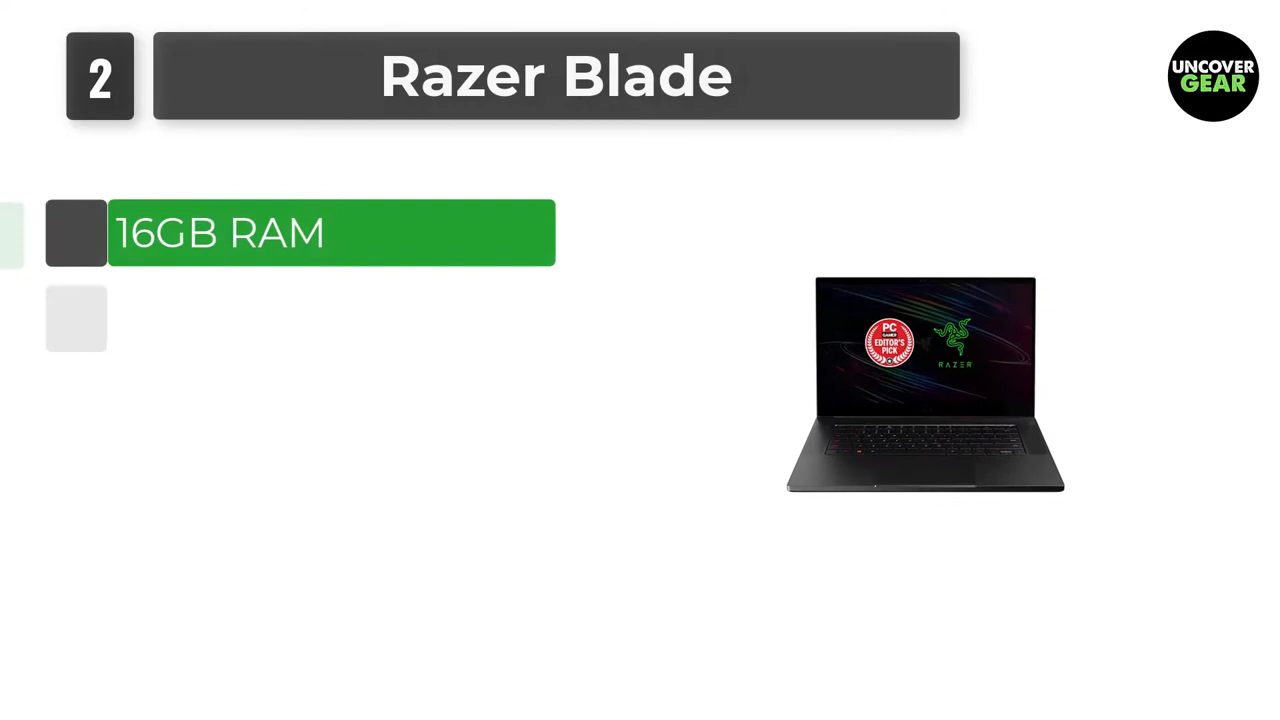 2
Razer Blade
UNCOVER
GEAR
16GB RAM
PC
GAMER
EDITOR'S
PICK
RAZER